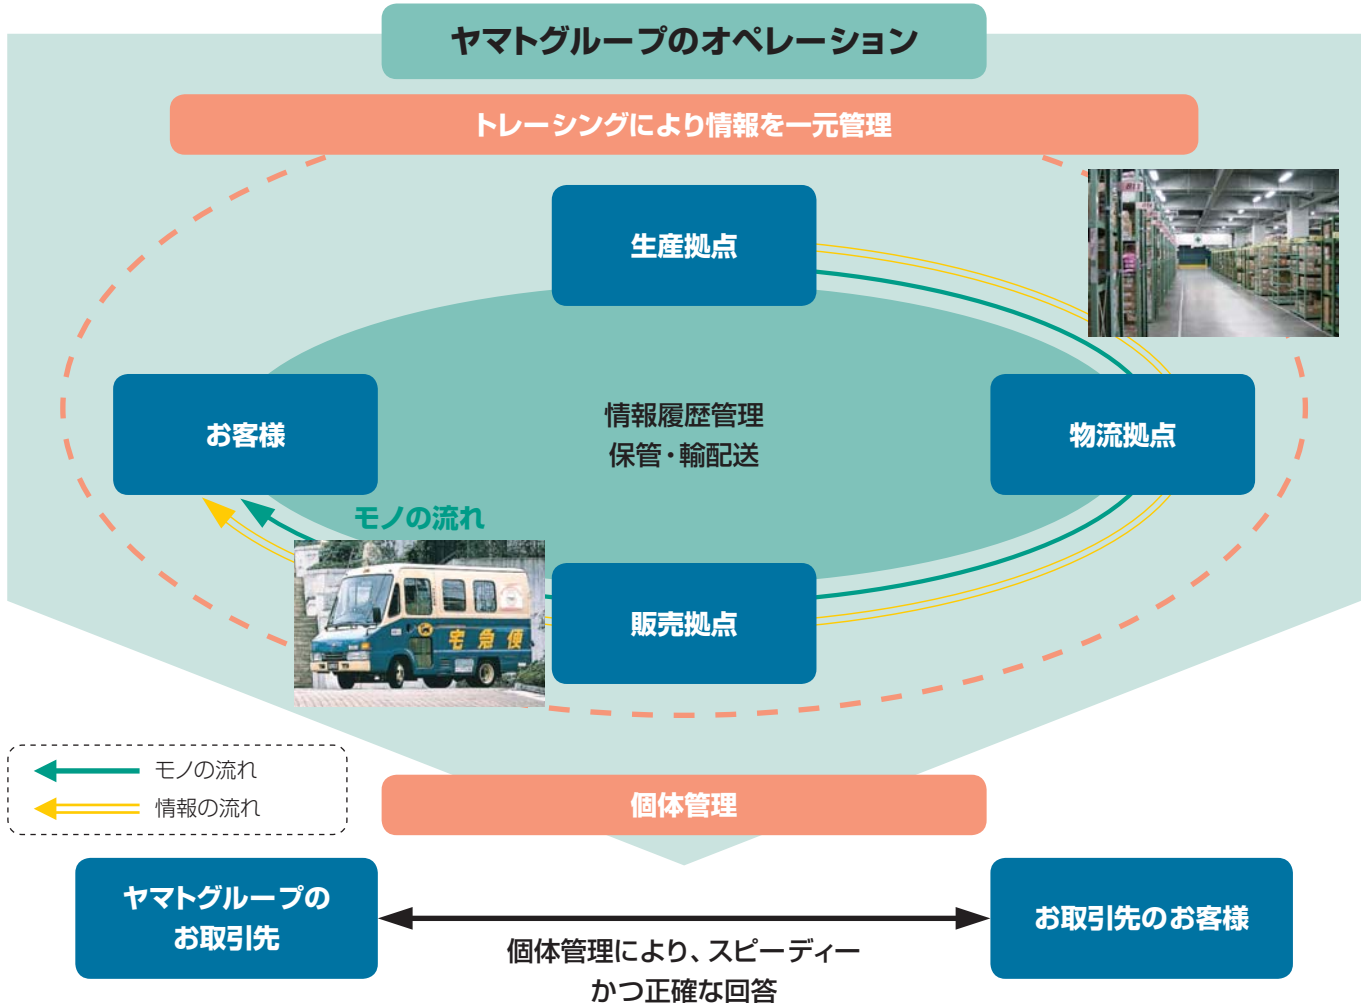 ヤマトグループのオペレーション
トレーシングにより情報を一元管理
生産拠点
お客様
情報履歴管理
保管・輸配送
物流拠点
モノの流れ
宅急便
販売拠点
モノの流れ
情報の流れ
個体管理
ヤマトグループの
お取引先
個体管理により、スピーディー
かつ正確な回答
お取引先のお客様